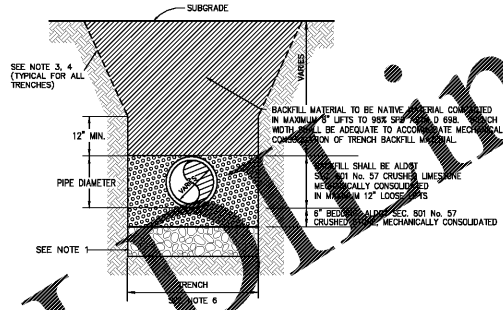 SUBGRADE
SEE NOTE 3, 4
(TYPICAL FOR ALL
TRENCHES)
VARIES
BACKFILL MATERIAL TO BE NATIVE MATERIAL COMPACTED
IN MAXIMUM 8" LIFTS TO 98% SPD ASTM D 698. TRENCH
WIDTH SHALL BE ADEQUATE TO ACCOMODATE MECHANICAL
CONSOLIDATION OF TRENCH BACKFILL MATERIAL.
12" MIN.
PIPE DIAMETER
VARIES
BACKFILL SHALL BE ALDOT
SEC. 801 No. 57 CRUSHED LIMESTONE
MECHANICALLY CONSOLIDATED
IN MAXIMUM 12" LOOSE LIFTS
6" BEDDING ALDOT SEC. 801 No. 57
CRUSHED STONE, MECHANICALLY CONSOLIDATED
SEE NOTE 1
TRENCH
SEE NOTE 6